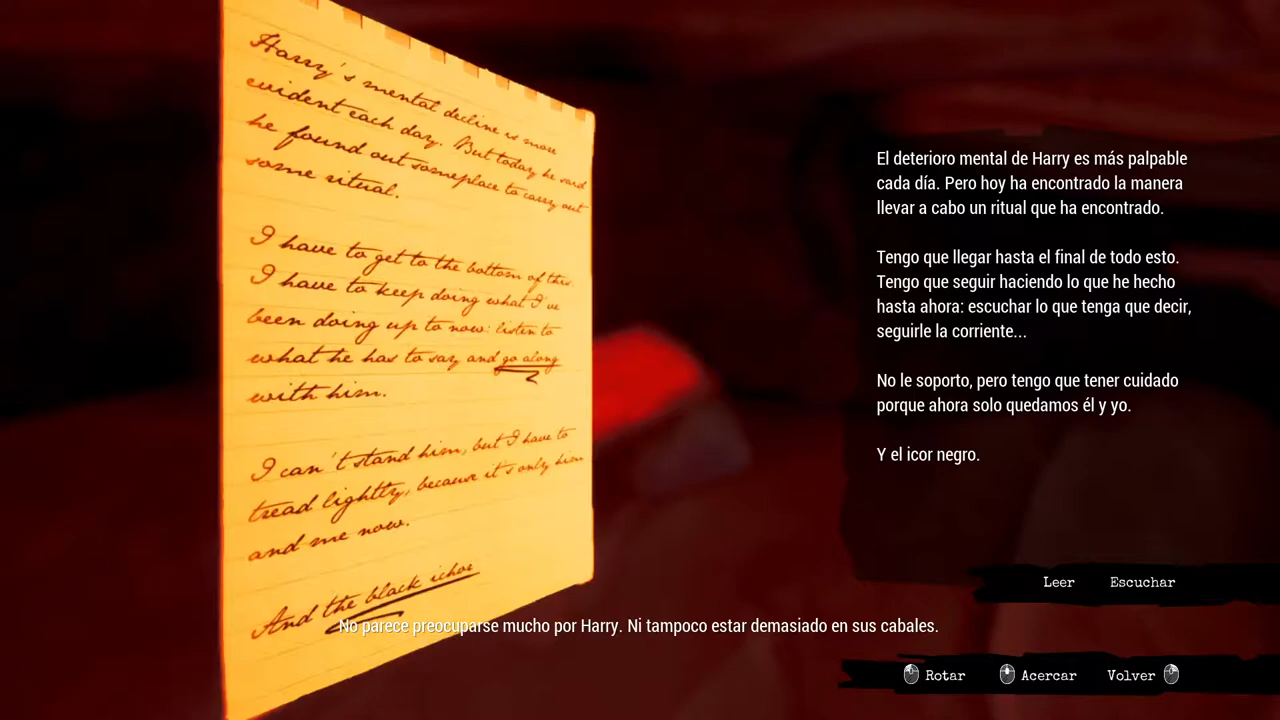 Harry's mental decline is more
evident each day. But today he said
he found out someplace to carry out
some ritual.
I have to get to the bottom of this.
I have to keep doing what I've
been doing up to now: listen to
what he has to say and go along
with him.
I can't stand him, but I have to
tread lightly, because it's only him
and me now.
And the black ichor
El deterioro mental de Harry es más palpable
cada día. Pero hoy ha encontrado la manera
llevar a cabo un ritual que ha encontrado.
Tengo que llegar hasta el final de todo esto.
Tengo que seguir haciendo lo que he hecho
hasta ahora: escuchar lo que tenga que decir,
seguirle la corriente...
No le soporto, pero tengo que tener cuidado
porque ahora solo quedamos él y yo.
Y el icor negro.
Leer Escuchar
No parece preocuparse mucho por Harry. Ni tampoco estar demasiado en sus cabales.
Rotar Acercar Volver